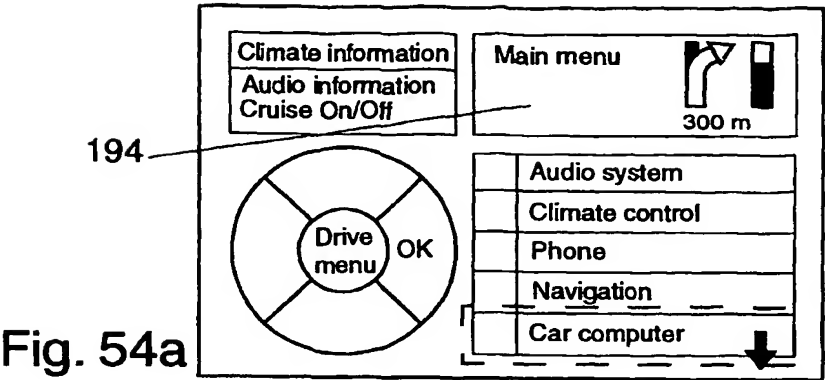 Climate information
Audio information
Cruise On/Off
Main menu
300 m
194
Audio system
Climate control
Phone
Navigation
Car computer
Drive
menu
OK
Fig. 54a